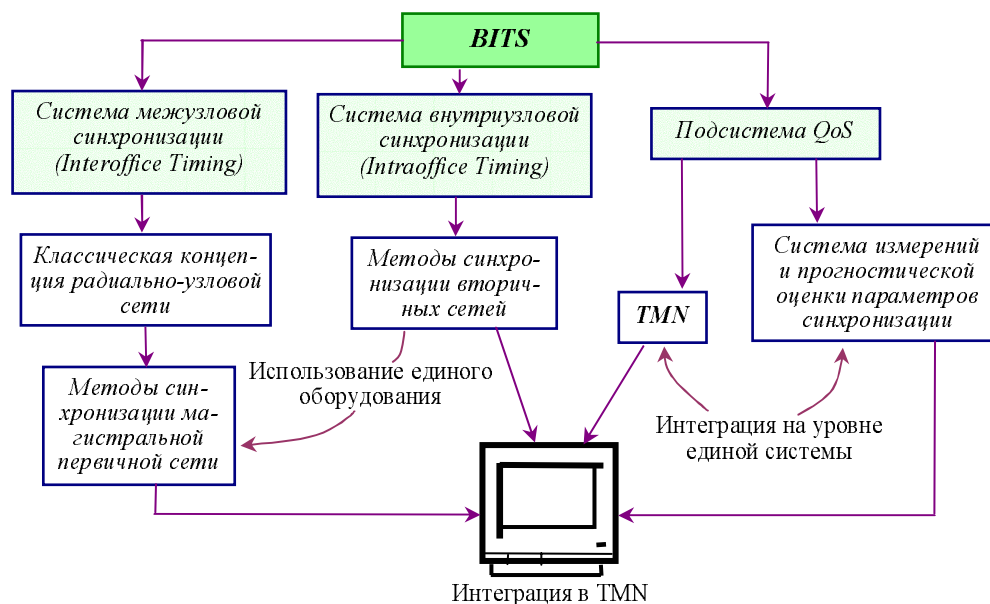 BITS
Система межузловой
синхронизации
(Interoffice Timing)
Система внутриузловой
синхронизации
(Intraoffice Timing)
Подсистема QoS
Классическая концеп-
ция радиально-узловой
сети
Методы синхро-
низации вторич-
ных сетей
TMN
Система измерений
и прогностической
оценки параметров
синхронизации
Методы син-
хронизации ма-
гистральной
первичной сети
Использование единого
оборудования
Интеграция на уровне
единой системы
Интеграция в TMN